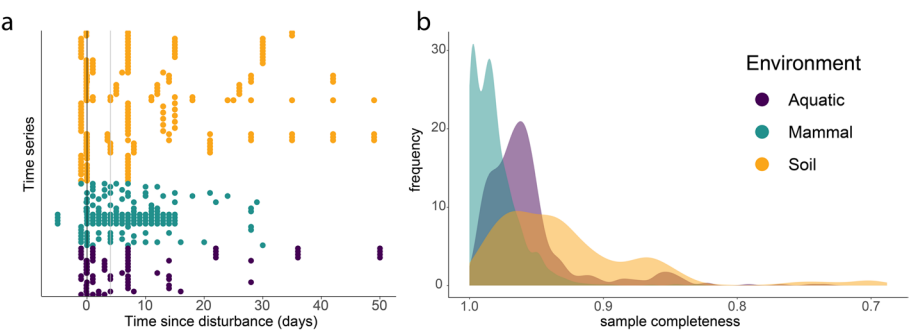 a
Time series
0 10 20 30 40 50
Time since disturbance (days)
b
frequency
30
20
10
0
1.0 0.9 0.8 0.7
sample completeness
Environment
Aquatic
Mammal
Soil